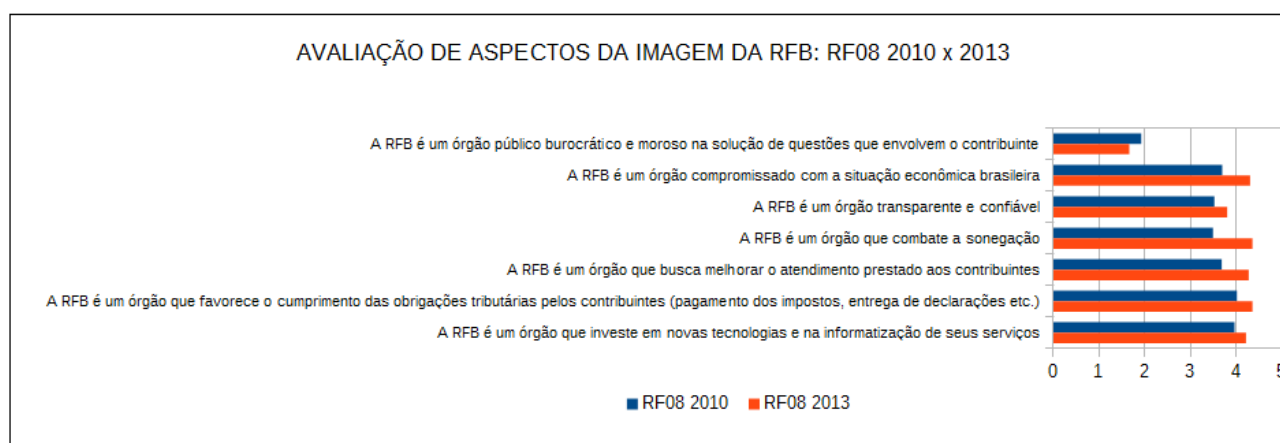 AVALIAÇÃO DE ASPECTOS DA IMAGEM DA RFB: RF08 2010 x 2013
A RFB é um órgão público burocrático e moroso na solução de questões que envolvem o contribuinte
A RFB é um órgão compromissado com a situação econômica brasileira
A RFB é um órgão transparente e confiável
A RFB é um órgão que combate a sonegação
A RFB é um órgão que busca melhorar o atendimento prestado aos contribuintes
A RFB é um órgão que favorece o cumprimento das obrigações tributárias pelos contribuintes (pagamento dos impostos, entrega de declarações etc.)
A RFB é um órgão que investe em novas tecnologias e na informatização de seus serviços
0 1 2 3 4 5
RF08 2010 RF08 2013